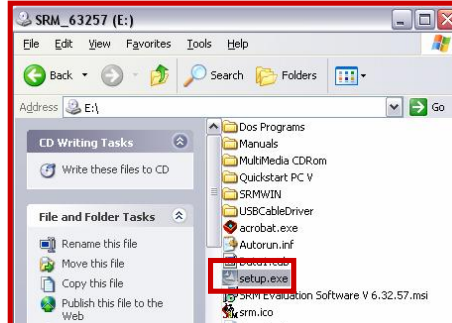 SRM_63257 (E:)
File Edit View Favorites Tools Help
Back Search Folders
Address E:\ Go
CD Writing Tasks
Write these files to CD
File and Folder Tasks
Rename this file
Move this file
Copy this file
Publish this file to the
Web
Dos Programs
Manuals
MultiMedia CDRom
Quickstart PC V
SRMWIN
USBCableDriver
acrobat.exe
Autorun.inf
Data1.cab
setup.exe
SRM Evaluation Software V 6.32.57.msi
srm.ico